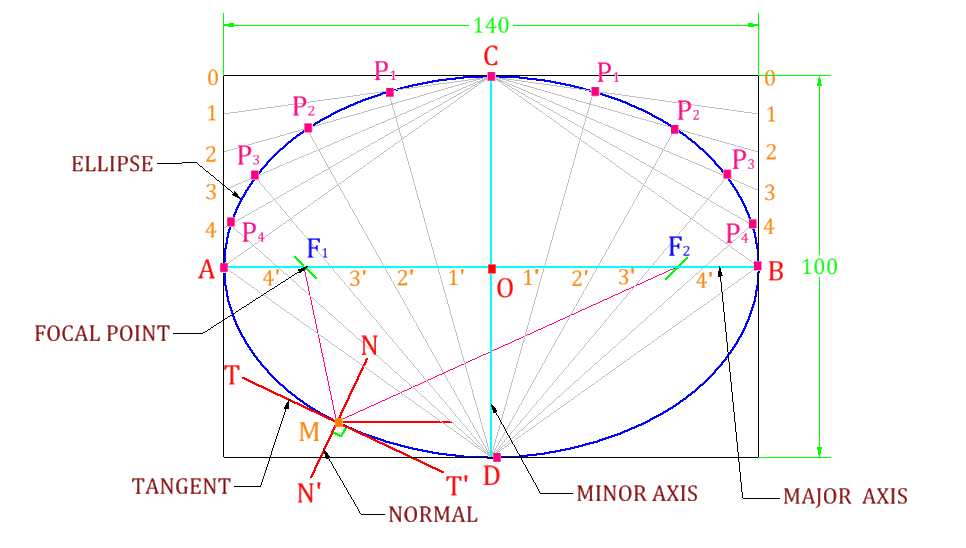 140
C
0 P₁ P₁ 0
1 P₂ P₂ 1
2 P₃ P₃ 2
ELLIPSE
3 3
4 P₄ P₄ 4
F₁ F₂
A 4' 3' 2' 1' O 1' 2' 3' 4' B 100
FOCAL POINT
N
T
M
TANGENT N' D T'
MINOR AXIS
MAJOR AXIS
NORMAL